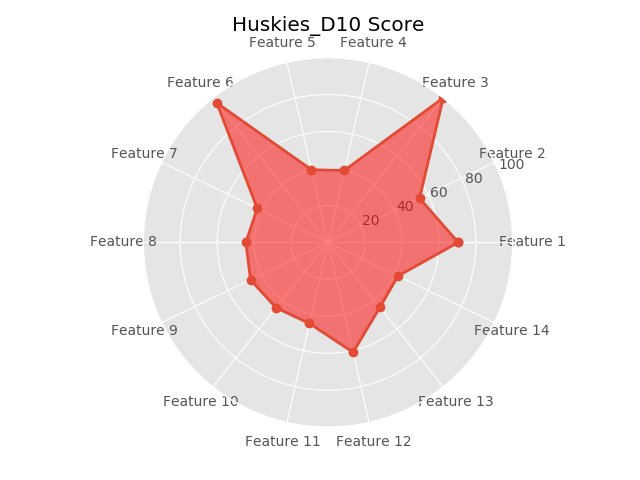 Huskies_D10 Score
Feature 5
Feature 4
Feature 6
Feature 3
Feature 7
Feature 2
100
80
60
40
20
Feature 8
Feature 1
Feature 9
Feature 14
Feature 10
Feature 13
Feature 11
Feature 12